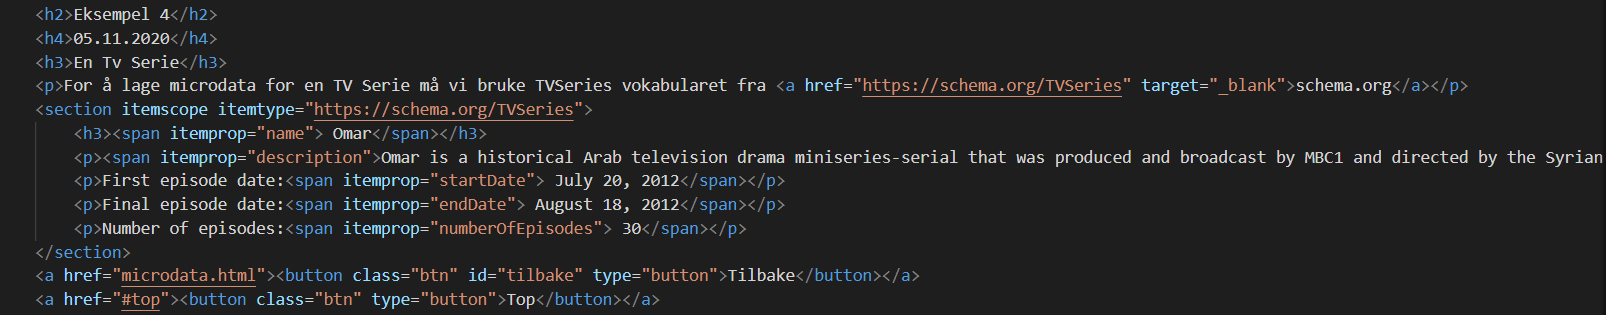 <h2>Eksempel 4</h2>
<h4>05.11.2020</h4>
<h3>En Tv Serie</h3>
<p>For å lage microdata for en TV Serie må vi bruke TVSeries vokabularet fra <a href="https://schema.org/TVSeries" target="_blank">schema.org</a></p>
<section itemscope itemtype="https://schema.org/TVSeries">
<h3><span itemprop="name"> Omar</span></h3>
<p><span itemprop="description">Omar is a historical Arab television drama miniseries-serial that was produced and broadcast by MBC1 and directed by the Syrian
<p>First episode date:<span itemprop="startDate"> July 20, 2012</span></p>
<p>Final episode date:<span itemprop="endDate"> August 18, 2012</span></p>
<p>Number of episodes:<span itemprop="numberOfEpisodes"> 30</span></p>
</section>
<a href="microdata.html"><button class="btn" id="tilbake" type="button">Tilbake</button></a>
<a href="#top"><button class="btn" type="button">Top</button></a>